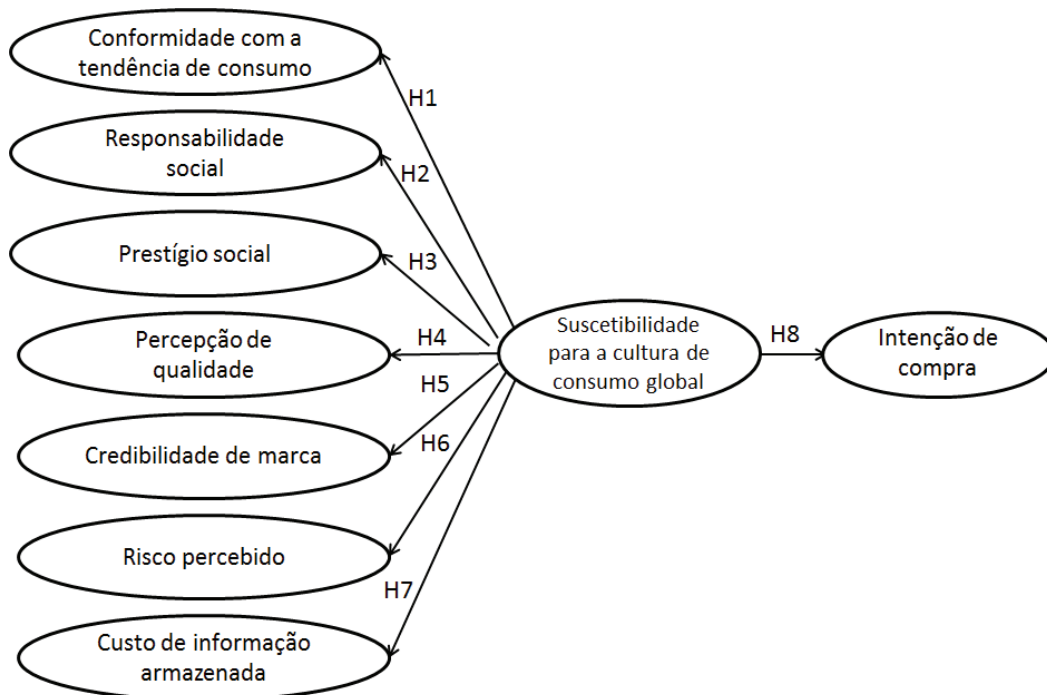 Conformidade com a
tendência de consumo
H1
Responsabilidade
social
H2
Prestígio social
H3
Percepção de
qualidade
H4
Suscetibilidade
para a cultura de
consumo global
H8
Intenção de
compra
H5
Credibilidade de marca
H6
Risco percebido
H7
Custo de informação
armazenada